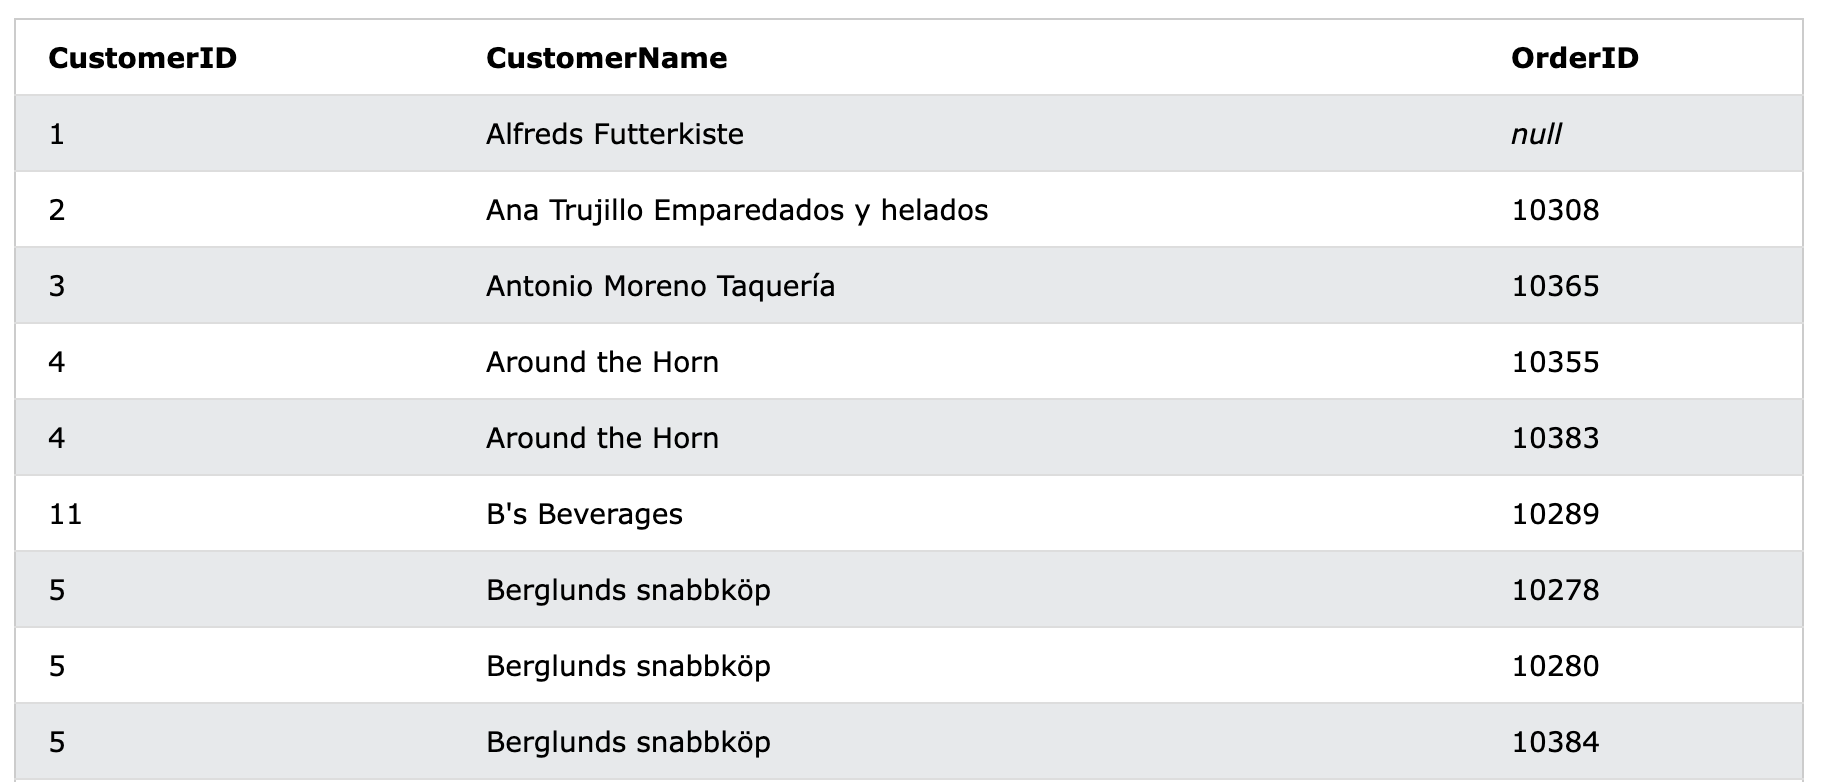 CustomerID CustomerName OrderID
1 Alfreds Futterkiste null
2 Ana Trujillo Emparedados y helados 10308
3 Antonio Moreno Taquería 10365
4 Around the Horn 10355
4 Around the Horn 10383
11 B's Beverages 10289
5 Berglunds snabbköp 10278
5 Berglunds snabbköp 10280
5 Berglunds snabbköp 10384